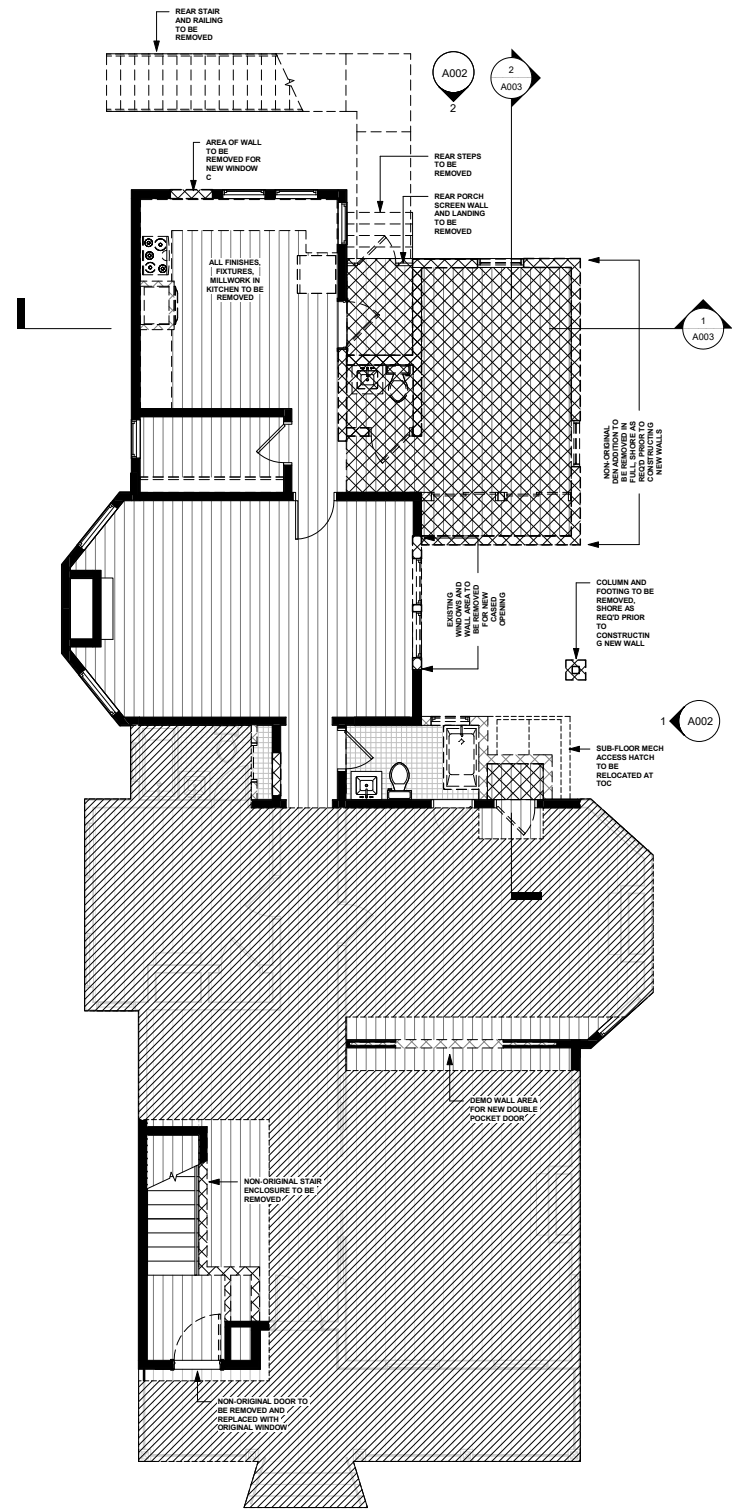 REAR STAIR
AND RAILING
TO BE
REMOVED
A002
2
2
A003
AREA OF WALL
TO BE
REMOVED FOR
NEW WINDOW
C
REAR STEPS
TO BE
REMOVED
REAR PORCH
SCREEN WALL
AND LANDING
TO BE
REMOVED
ALL FINISHES,
FIXTURES,
MILLWORK IN
KITCHEN TO BE
REMOVED
1
A003
NON-ORIGINAL
DEN ADDITION TO
BE REMOVED IN
FULL, SHORE AS
REQ'D PRIOR TO
CONSTRUCTING
NEW WALLS
EXISTING
WINDOWS AND
WALL AREA TO
BE REMOVED
FOR NEW
CASED
OPENING
COLUMN AND
FOOTING TO BE
REMOVED,
SHORE AS
REQ'D PRIOR
TO
CONSTRUCTIN
G NEW WALL
1
A002
SUB-FLOOR MECH
ACCESS HATCH
TO BE
RELOCATED AT
TOC
DEMO WALL AREA
FOR NEW DOUBLE
POCKET DOOR
NON-ORIGINAL STAIR
ENCLOSURE TO BE
REMOVED
NON-ORIGINAL DOOR TO
BE REMOVED AND
REPLACED WITH
ORIGINAL WINDOW